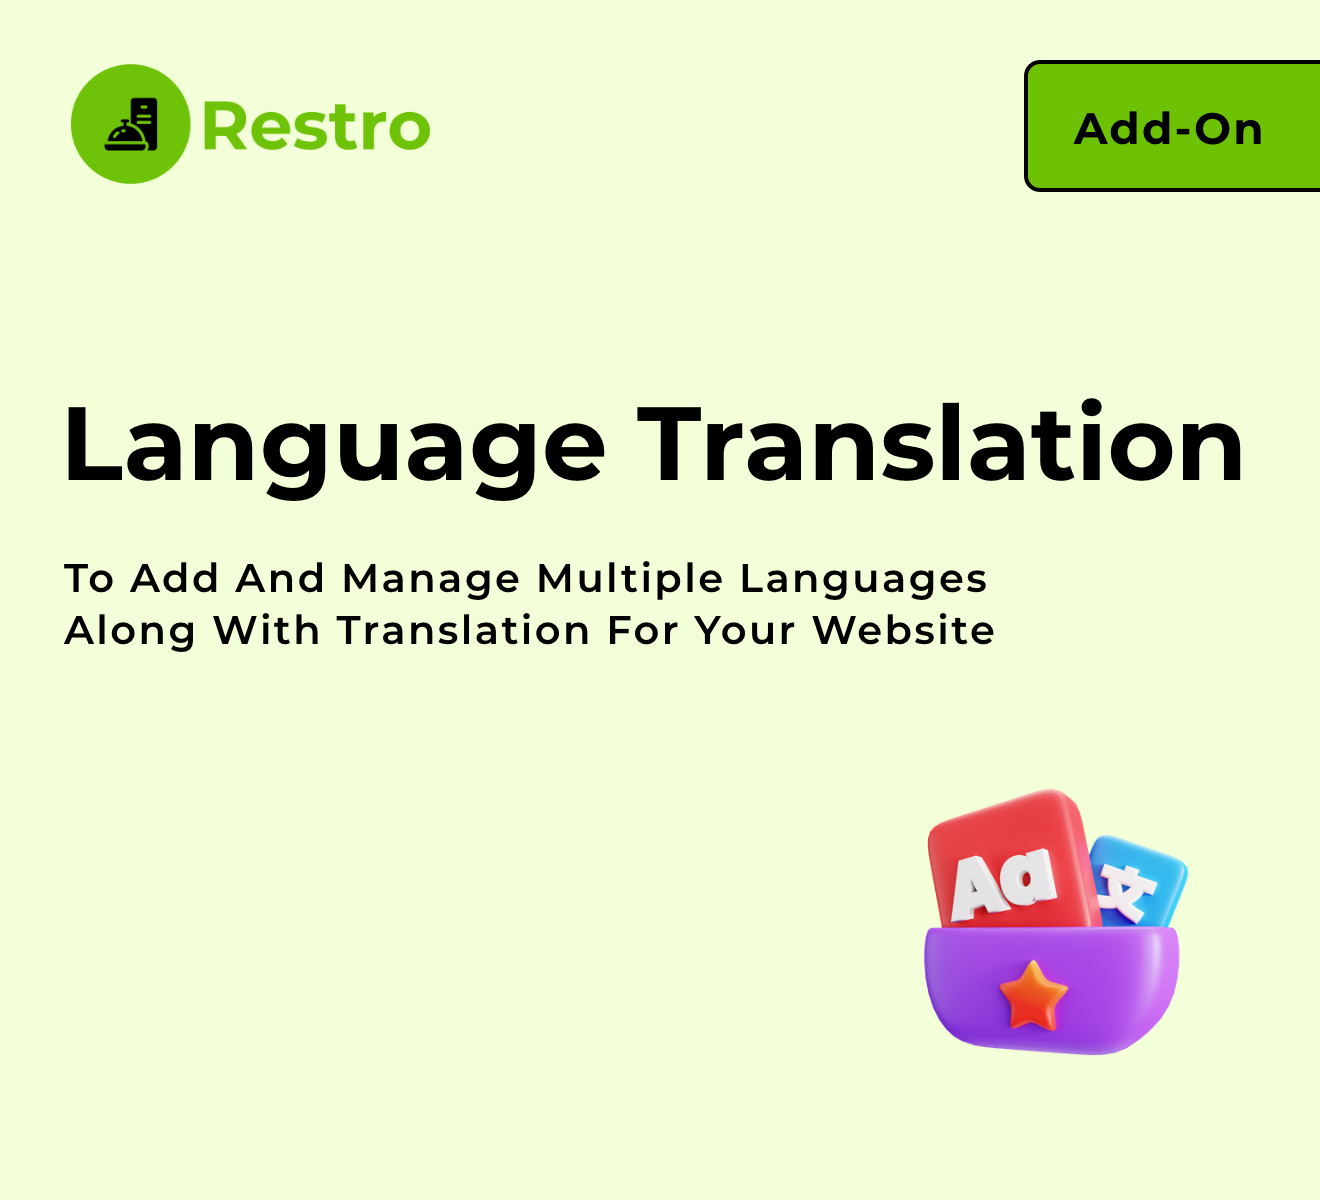 Restro
Add-On
Language Translation
To Add And Manage Multiple Languages
Along With Translation For Your Website
Aa
文